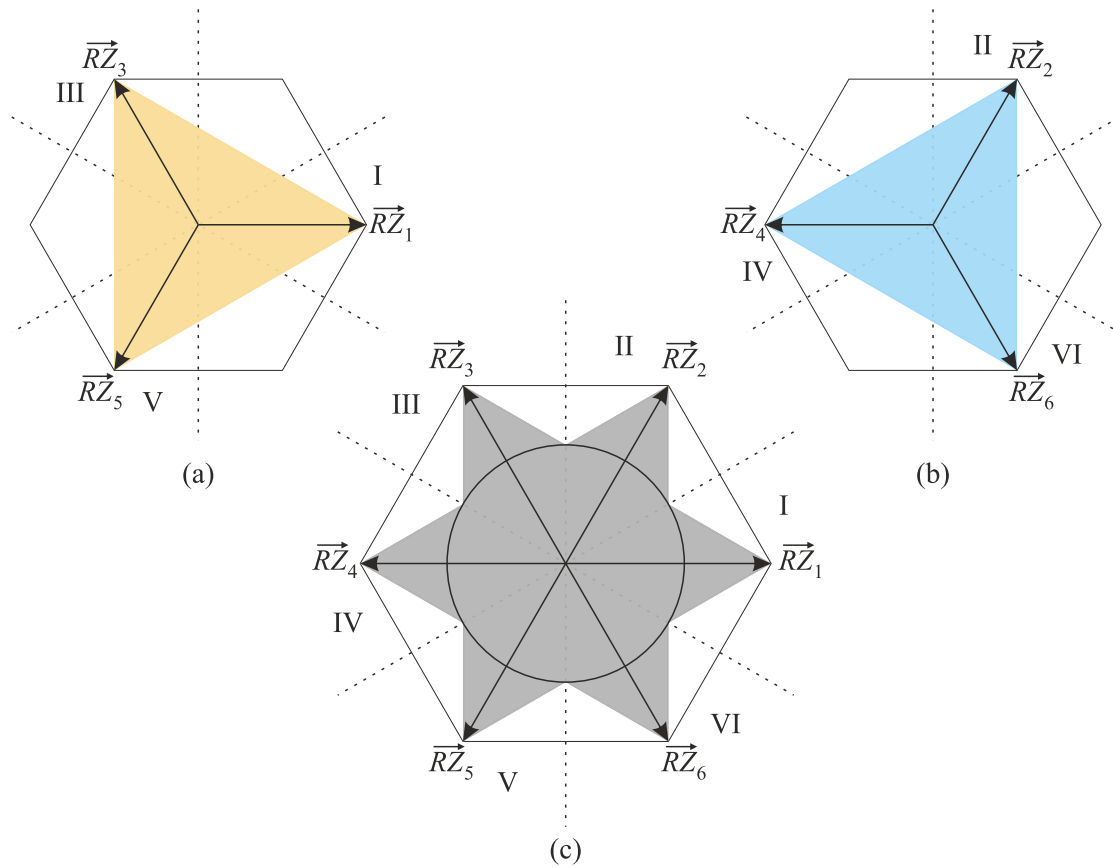 RZ₃
III
I
RZ₁
RZ₅
V
(a)
II
RZ₂
RZ₄
IV
VI
RZ₆
(b)
RZ₃
II
RZ₂
III
I
RZ₄
RZ₁
IV
VI
RZ₅
V
RZ₆
(c)